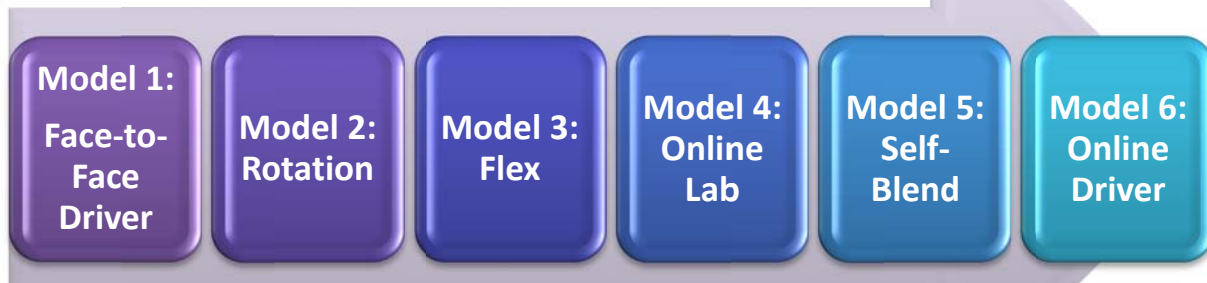 Model 1:
Face-to-
Face
Driver
Model 2:
Rotation
Model 3:
Flex
Model 4:
Online
Lab
Model 5:
Self-
Blend
Model 6:
Online
Driver